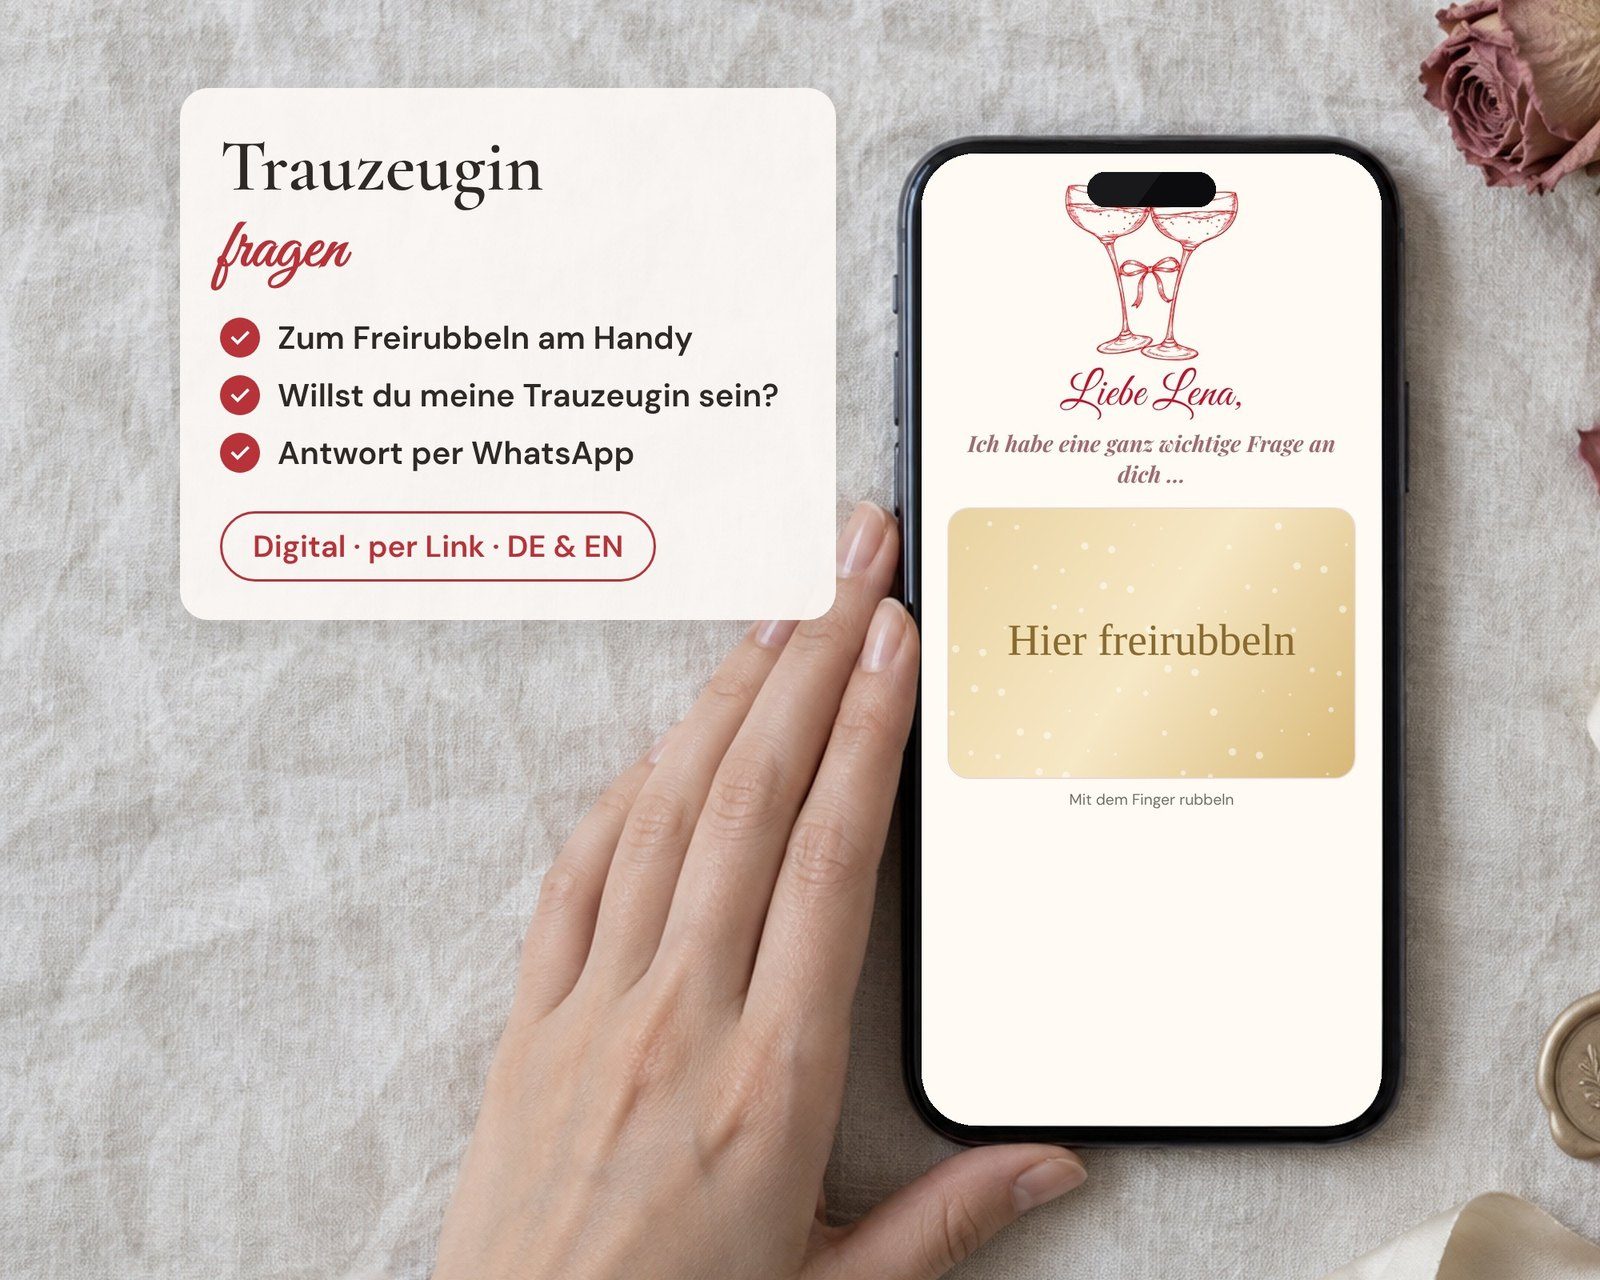 Trauzeugin
fragen
Zum Freirubbeln am Handy
Willst du meine Trauzeugin sein?
Antwort per WhatsApp
Digital · per Link · DE & EN
Liebe Lena,
Ich habe eine ganz wichtige Frage an
dich ...
Hier freirubbeln
Mit dem Finger rubbeln